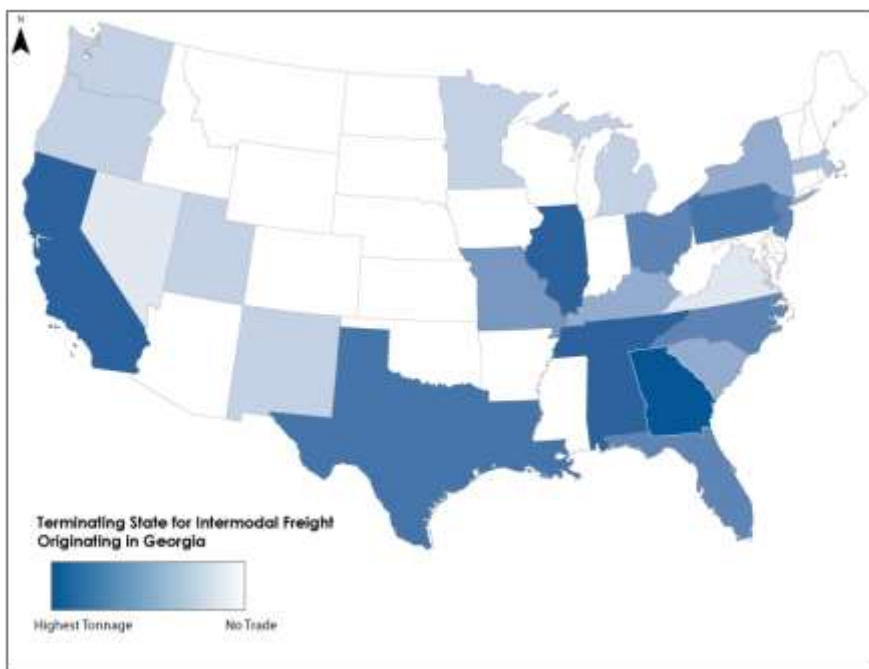 N
Terminating State for Intermodal Freight
Originating in Georgia
Highest Tonnage No Trade